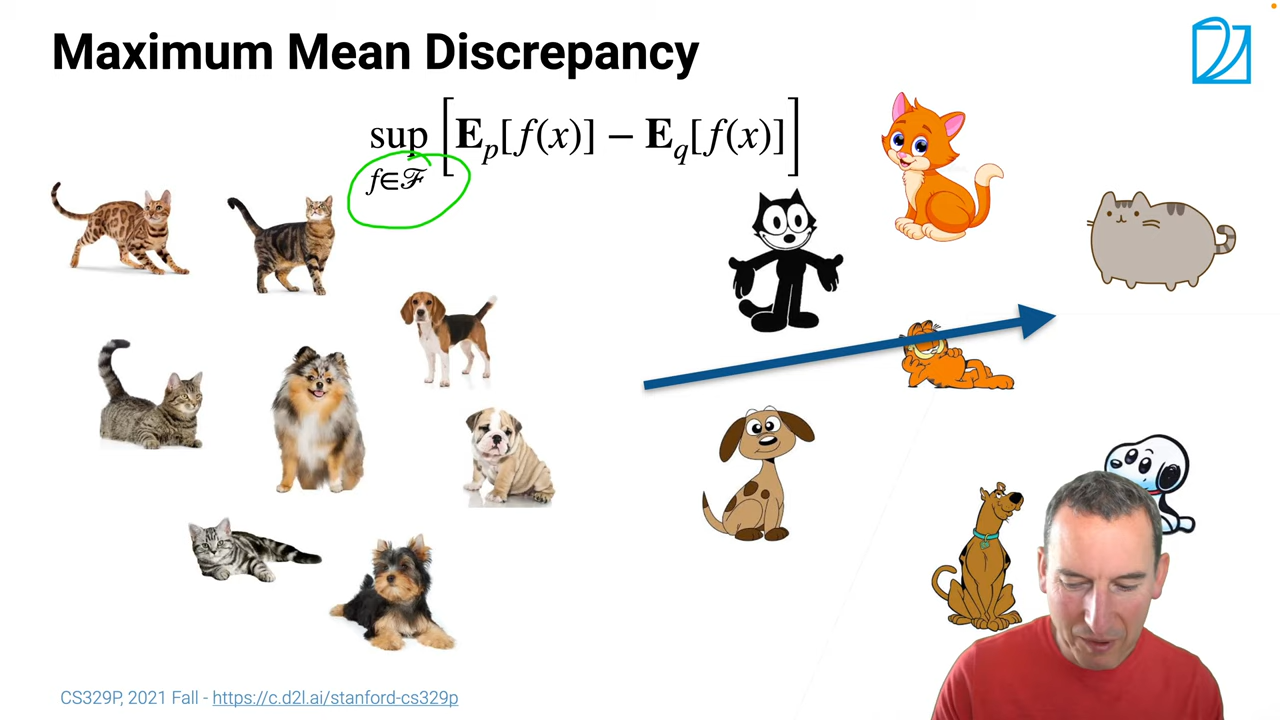 Maximum Mean Discrepancy
sup [E_p[f(x)] − E_q[f(x)]]
f∈ℱ
CS329P, 2021 Fall - https://c.d2l.ai/stanford-cs329p